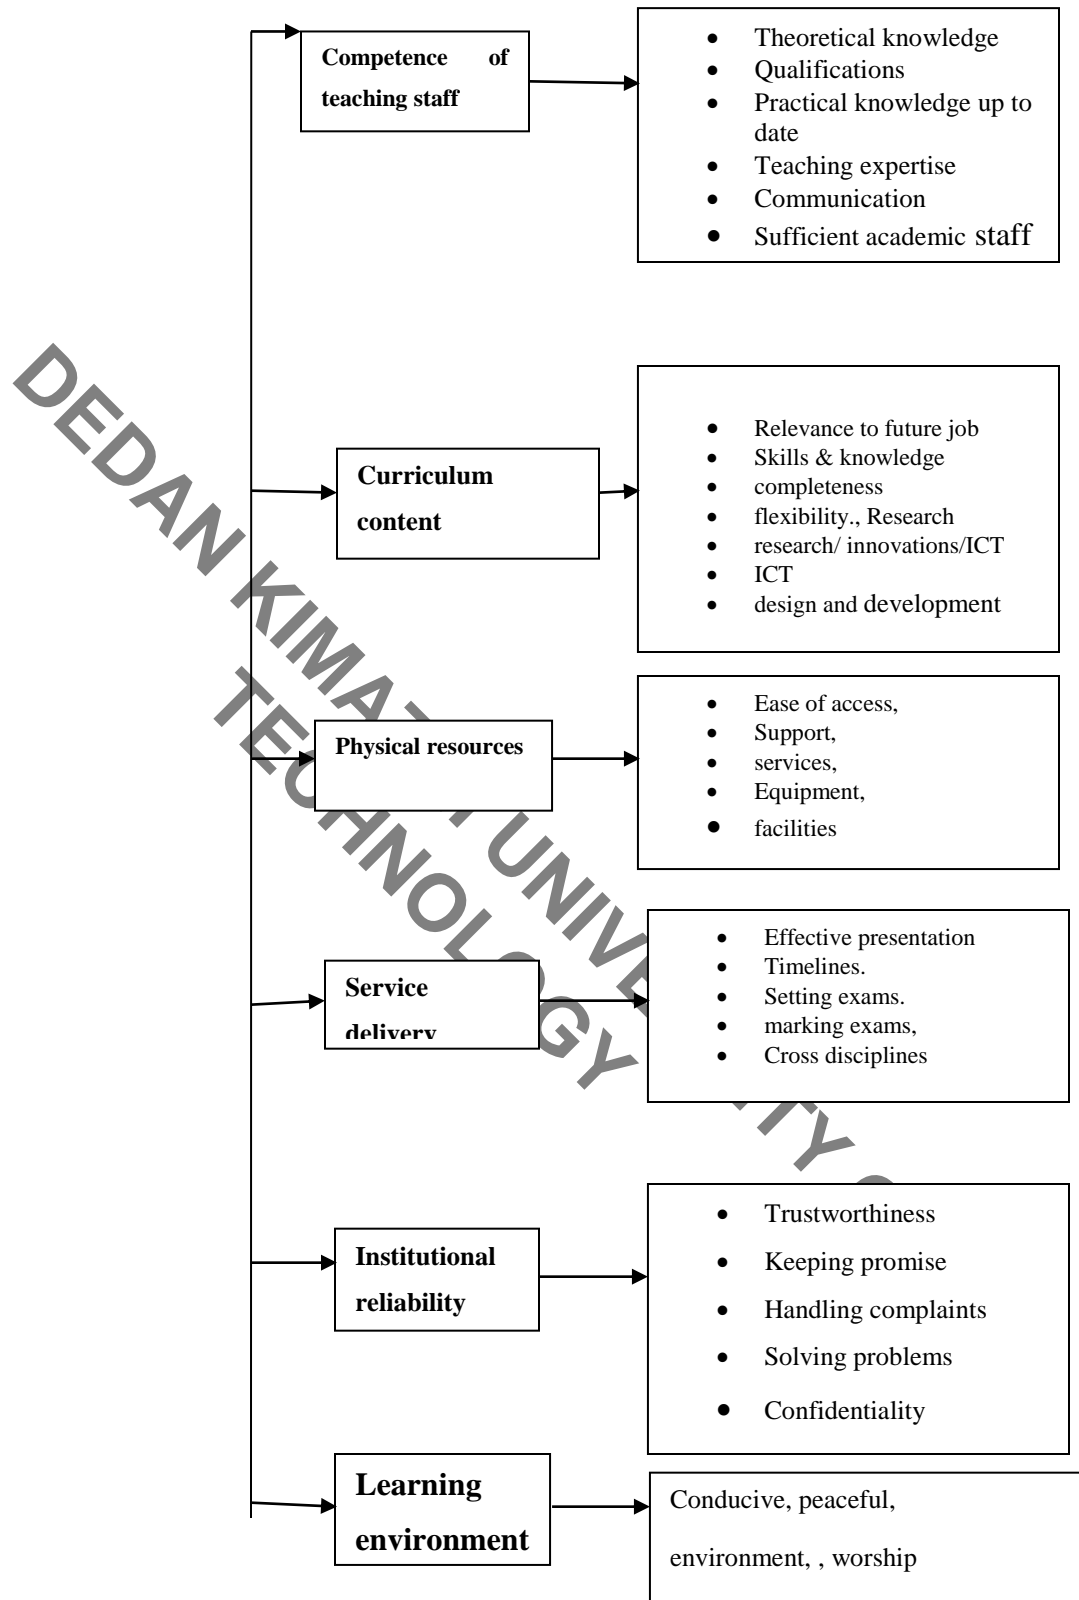 Competence of
teaching staff
• Theoretical knowledge
• Qualifications
• Practical knowledge up to
date
• Teaching expertise
• Communication
• Sufficient academic staff
Curriculum
content
• Relevance to future job
• Skills & knowledge
• completeness
• flexibility., Research
• research/ innovations/ICT
• ICT
• design and development
Physical resources
• Ease of access,
• Support,
• services,
• Equipment,
• facilities
Service
delivery
• Effective presentation
• Timelines.
• Setting exams.
• marking exams,
• Cross disciplines
Institutional
reliability
• Trustworthiness
• Keeping promise
• Handling complaints
• Solving problems
• Confidentiality
Learning
environment
Conducive, peaceful,
environment, , worship
DEDAN
TECHNOLOGY